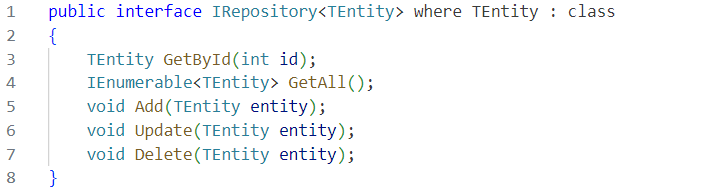 1 public interface IRepository<TEntity> where TEntity : class
2 {
3     TEntity GetById(int id);
4     IEnumerable<TEntity> GetAll();
5     void Add(TEntity entity);
6     void Update(TEntity entity);
7     void Delete(TEntity entity);
8 }